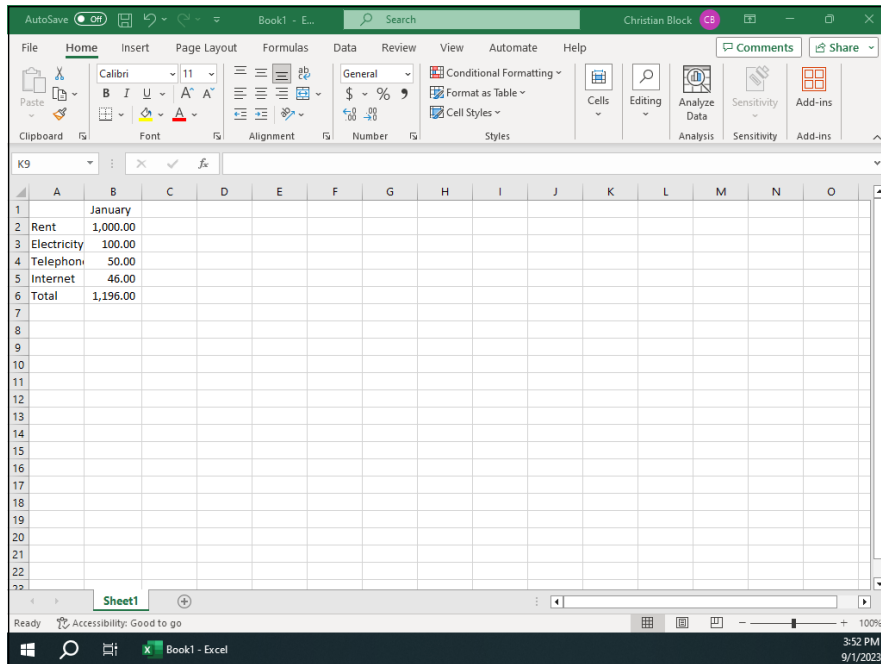 AutoSave Off Book1 - E... Search Christian Block CB
File Home Insert Page Layout Formulas Data Review View Automate Help Comments Share
Paste
Calibri 11
B I U A A
A
ab
General
$ % 9
.00 .00
Conditional Formatting
Format as Table
Cell Styles
Cells
Editing
Analyze Data
Sensitivity
Add-ins
Clipboard Font Alignment Number Styles Analysis Sensitivity Add-ins
K9 fx
A B C D E F G H I J K L M N O
1 January
2 Rent 1,000.00
3 Electricity 100.00
4 Telephon 50.00
5 Internet 46.00
6 Total 1,196.00
7
8
9
10
11
12
13
14
15
16
17
18
19
20
21
22
23
Sheet1
Ready Accessibility: Good to go 100%
Book1 - Excel 3:52 PM
9/1/2023